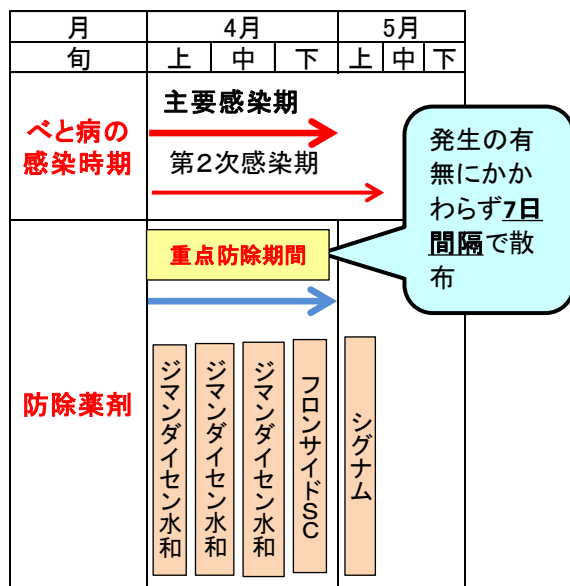 月 4月 5月
旬 上 中 下 上 中 下
べと病の
感染時期
主要感染期
第2次感染期
発生の有
無にかか
わらず7日
間隔で散
布
重点防除期間
防除薬剤
ジマンダイセン水和
ジマンダイセン水和
ジマンダイセン水和
フロンサイドSC
シグナム